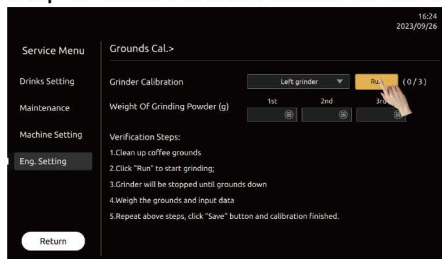 16:24
2023/09/26
Service Menu
Grounds Cal.>
Drinks Setting
Grinder Calibration
Left grinder
(0/3)
Maintenance
Weight Of Grinding Powder (g)
1st
2nd
Machine Setting
Verification Steps:
1.Clean up coffee grounds
Eng. Setting
2.Click "Run" to start grinding;
3.Grinder will be stopped until grounds down
4.Weigh the grounds and input data
5.Repeat above steps, click "Save" button and calibration finished.
Return